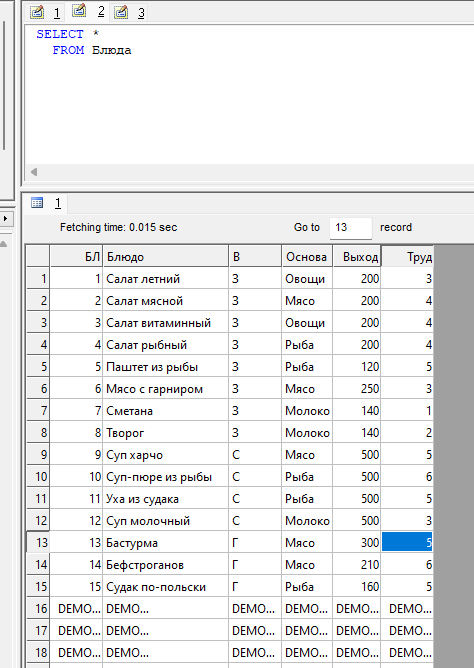 1 2 3
SELECT *
FROM Блюда
1
Fetching time: 0.015 sec Go to 13 record
БЛ Блюдо В Основа Выход Труд
1 1 Салат летний З Овощи 200 3
2 2 Салат мясной З Мясо 200 4
3 3 Салат витаминный З Овощи 200 4
4 4 Салат рыбный З Рыба 200 4
5 5 Паштет из рыбы З Рыба 120 5
6 6 Мясо с гарниром З Мясо 250 3
7 7 Сметана З Молоко 140 1
8 8 Творог З Молоко 140 2
9 9 Суп харчо С Мясо 500 5
10 10 Суп-пюре из рыбы С Рыба 500 6
11 11 Уха из судака С Рыба 500 5
12 12 Суп молочный С Молоко 500 3
13 13 Бастурма Г Мясо 300 5
14 14 Бефстроганов Г Мясо 210 6
15 15 Судак по-польски Г Рыба 160 5
16 DEMO... DEMO... DEMO... DEMO... DEMO... DEMO...
17 DEMO... DEMO... DEMO... DEMO... DEMO... DEMO...
18 DEMO... DEMO... DEMO... DEMO... DEMO... DEMO...